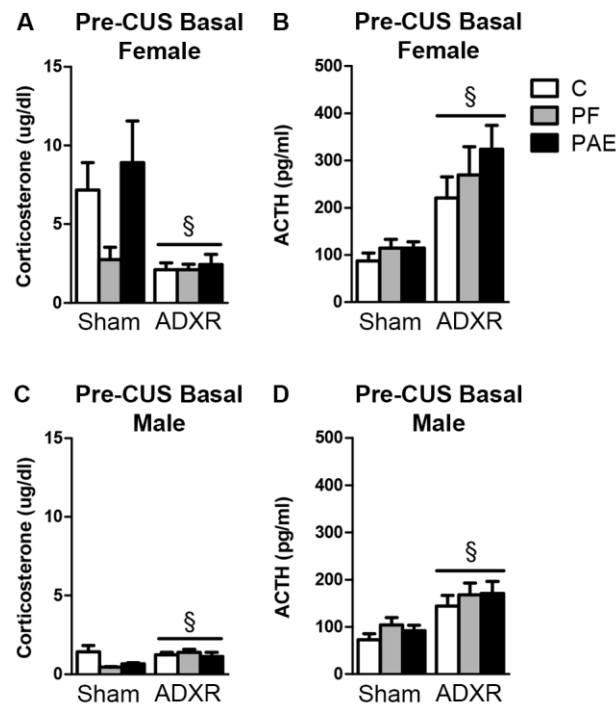 A Pre-CUS Basal
Female
Corticosterone (ug/dl)
15
10
5
0
§
Sham ADXR
B Pre-CUS Basal
Female
ACTH (pg/ml)
500
400
300
200
100
0
§
Sham ADXR
C
PF
PAE
C Pre-CUS Basal
Male
Corticosterone (ug/dl)
15
10
5
0
§
Sham ADXR
D Pre-CUS Basal
Male
ACTH (pg/ml)
500
400
300
200
100
0
§
Sham ADXR